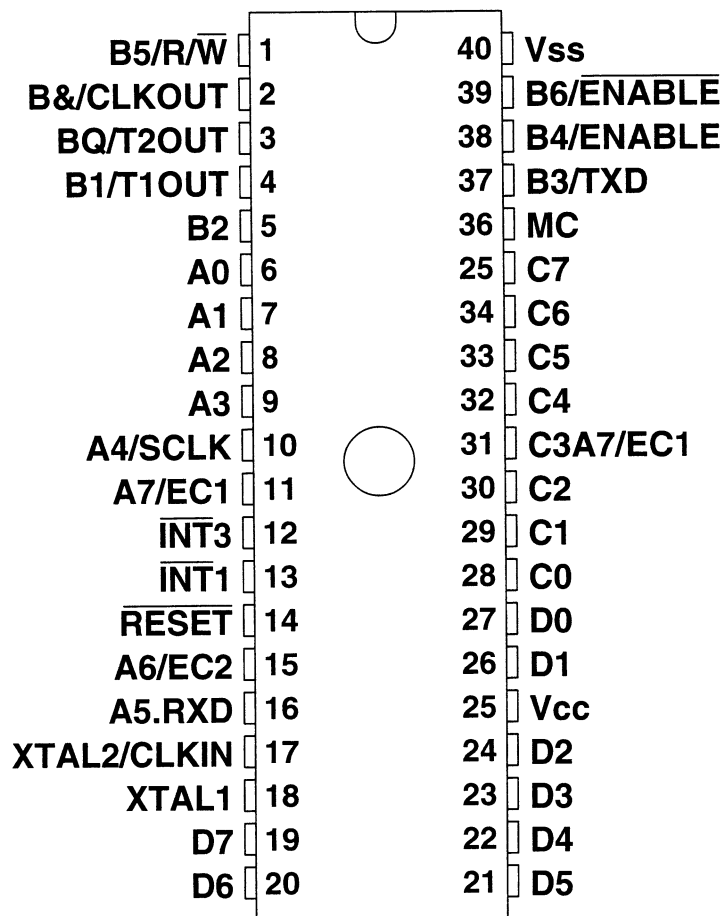 B5/R/W̅ 1 40 Vss
B&/CLKOUT 2 39 B6/E̅N̅A̅B̅L̅E̅
BQ/T2OUT 3 38 B4/ENABLE
B1/T1OUT 4 37 B3/TXD
B2 5 36 MC
A0 6 25 C7
A1 7 34 C6
A2 8 33 C5
A3 9 32 C4
A4/SCLK 10 31 C3A7/EC1
A7/EC1 11 30 C2
I̅N̅T̅3 12 29 C1
I̅N̅T̅1 13 28 C0
R̅E̅S̅E̅T̅ 14 27 D0
A6/EC2 15 26 D1
A5.RXD 16 25 Vcc
XTAL2/CLKIN 17 24 D2
XTAL1 18 23 D3
D7 19 22 D4
D6 20 21 D5